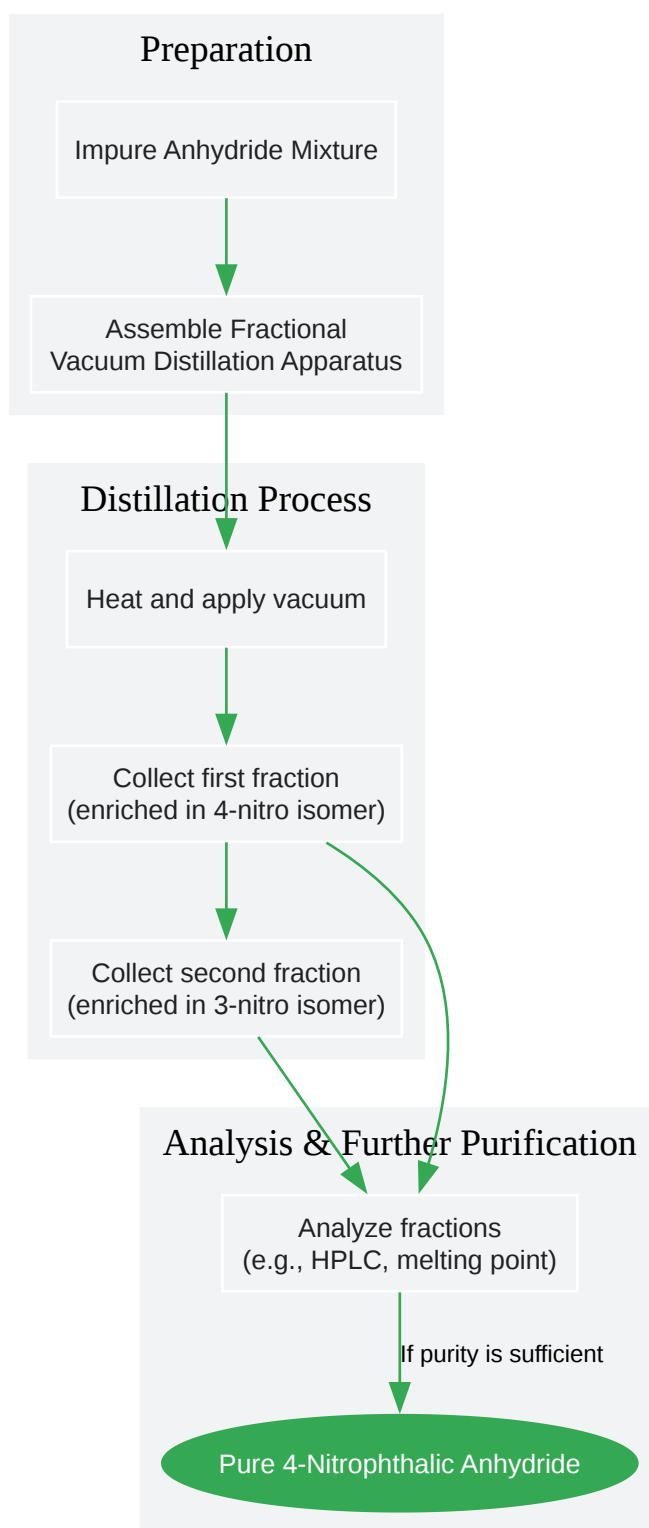 Preparation
Impure Anhydride Mixture
Assemble Fractional
Vacuum Distillation Apparatus
Distillation Process
Heat and apply vacuum
Collect first fraction
(enriched in 4-nitro isomer)
Collect second fraction
(enriched in 3-nitro isomer)
Analysis & Further Purification
Analyze fractions
(e.g., HPLC, melting point)
If purity is sufficient
Pure 4-Nitrophthalic Anhydride